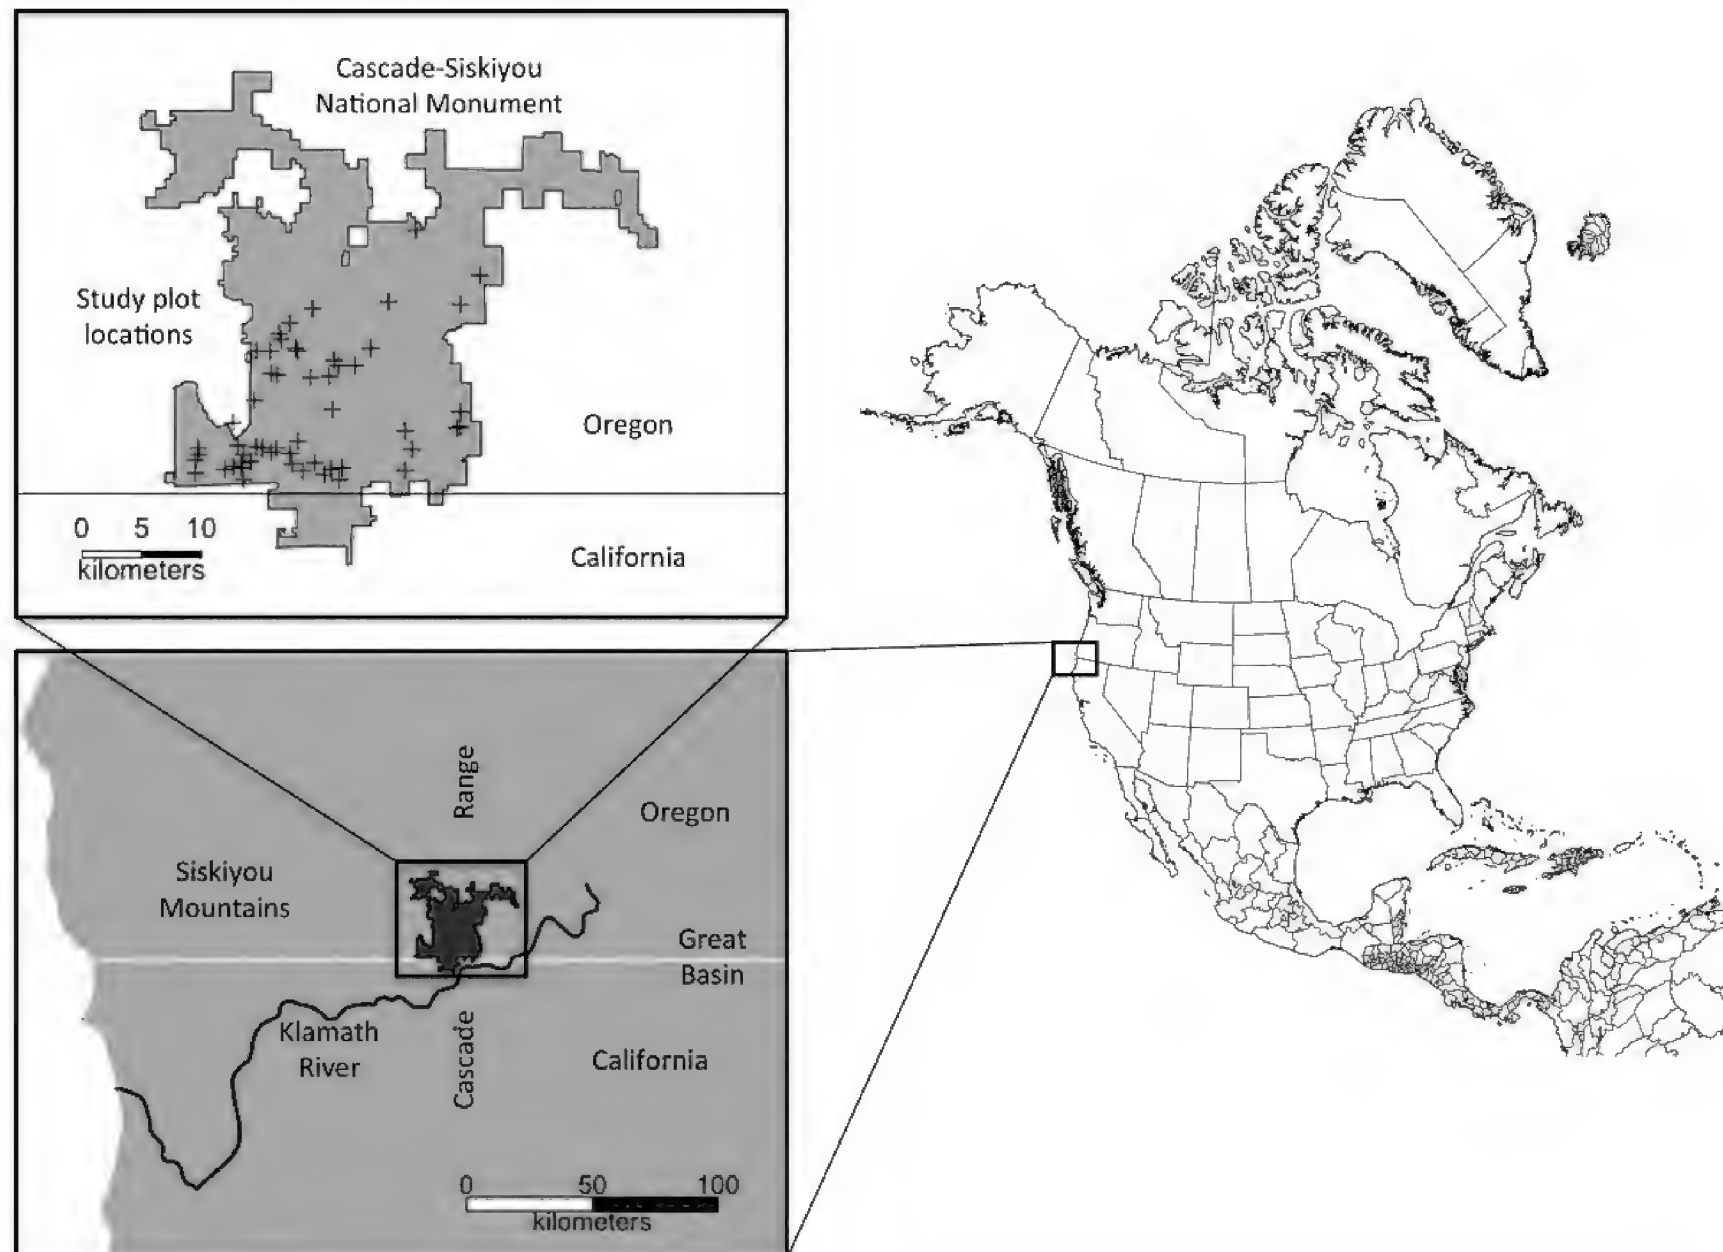 Cascade-Siskiyou
National Monument
Study plot
locations
Oregon
0 5 10
kilometers
California
Range
Oregon
Siskiyou
Mountains
Great
Basin
Klamath
River
Cascade
California
0 50 100
kilometers